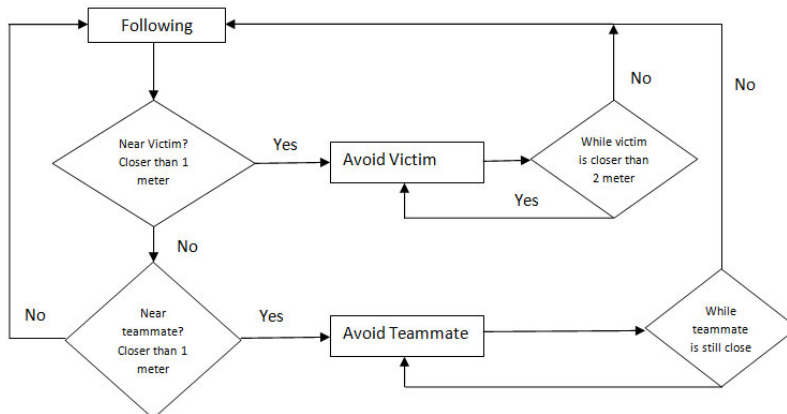 Following
No
No
Near Victim?
Closer than 1
meter
Yes
Avoid Victim
While victim
is closer than
2 meter
Yes
No
Near
teammate?
Closer than 1
meter
No
Yes
Avoid Teammate
While
teammate
is still close